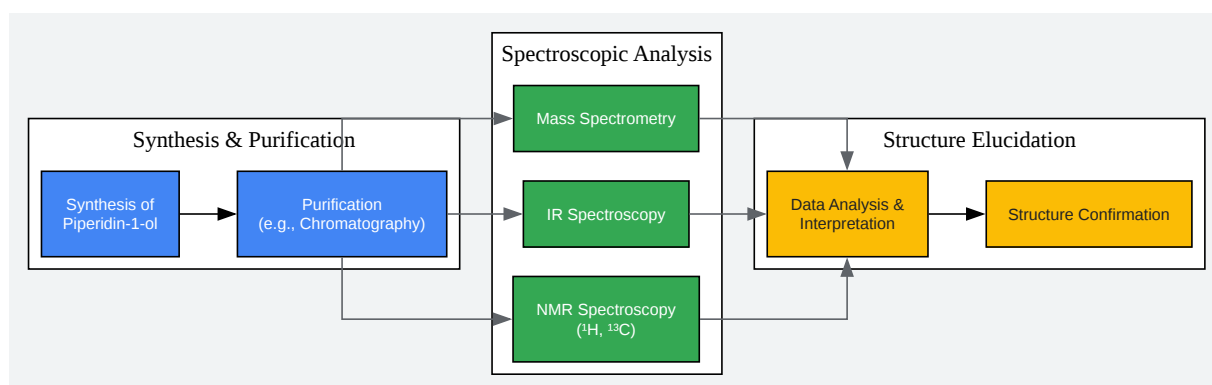 Synthesis & Purification
Synthesis of
Piperidin-1-ol
Purification
(e.g., Chromatography)
Spectroscopic Analysis
Mass Spectrometry
IR Spectroscopy
NMR Spectroscopy
(¹H, ¹³C)
Structure Elucidation
Data Analysis &
Interpretation
Structure Confirmation